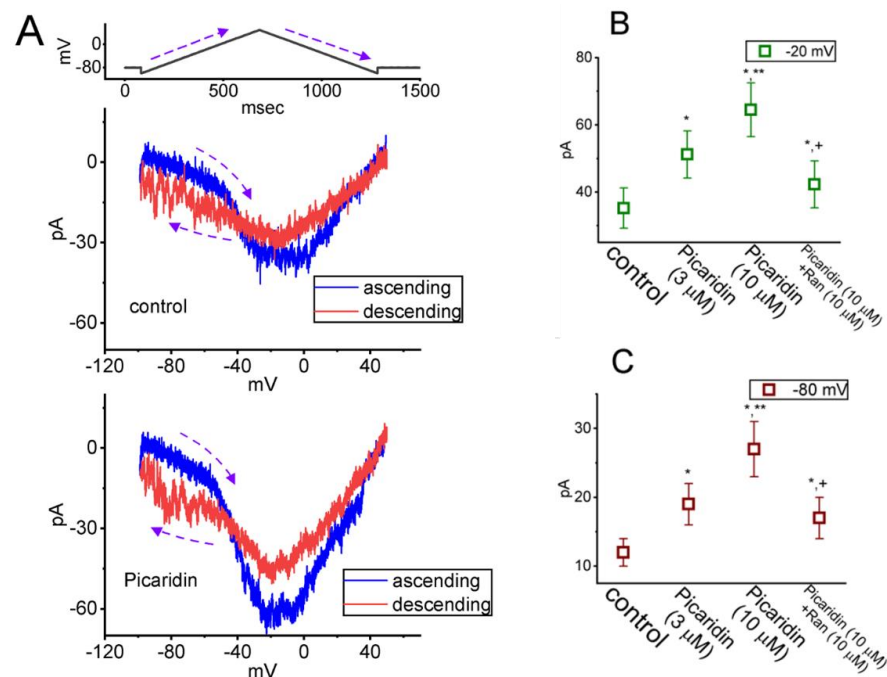 A
mV
0
-80
0
500
1000
1500
msec
0
-30
-60
pA
control
ascending
descending
-120
-80
-40
0
40
mV
0
-30
-60
pA
Picaridin
ascending
descending
-120
-80
-40
0
40
mV
B
-20 mV
80
60
40
pA
*
*,**
*,+
control
Picaridin
(3 μM)
Picaridin
(10 μM)
Picaridin (10 μM)
+Ran (10 μM)
C
-80 mV
30
20
10
pA
*
*,**
*,+
Control
Picaridin
(3 μM)
Picaridin
(10 μM)
Picaridin (10 μM)
+Ran (10 μM)